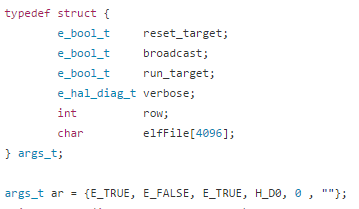 typedef struct {
e_bool_t reset_target;
e_bool_t broadcast;
e_bool_t run_target;
e_hal_diag_t verbose;
int row;
char elfFile[4096];
} args_t;
args_t ar = {E_TRUE, E_FALSE, E_TRUE, H_D0, 0 , ""};